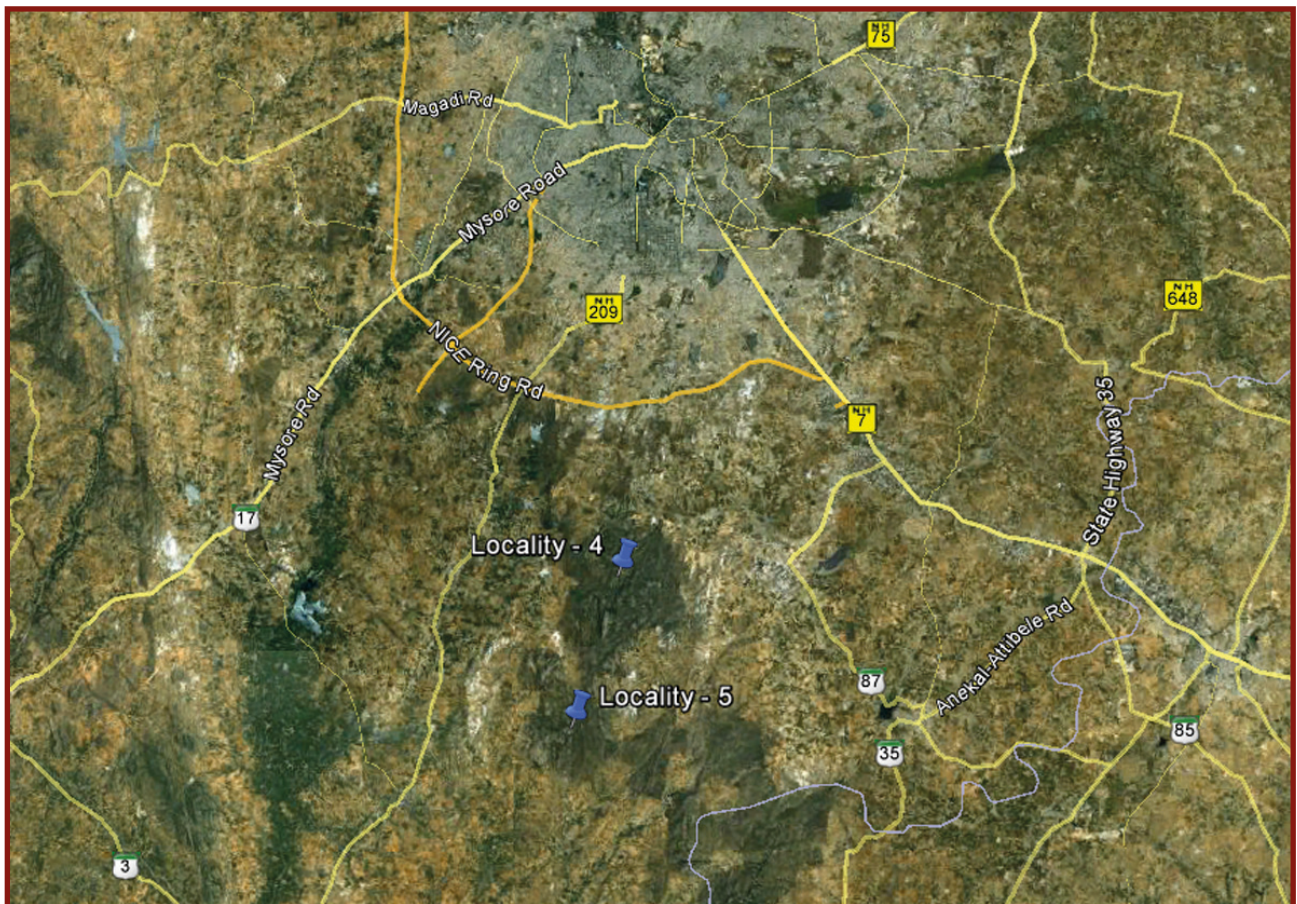 NH
75
Magadi Rd
Mysore Road
NH
209
NH
648
NICE Ring Rd
Mysore Rd
NH
7
State Highway 35
17
Locality - 4
Anekal-Attibele Rd
87
Locality - 5
35
85
3